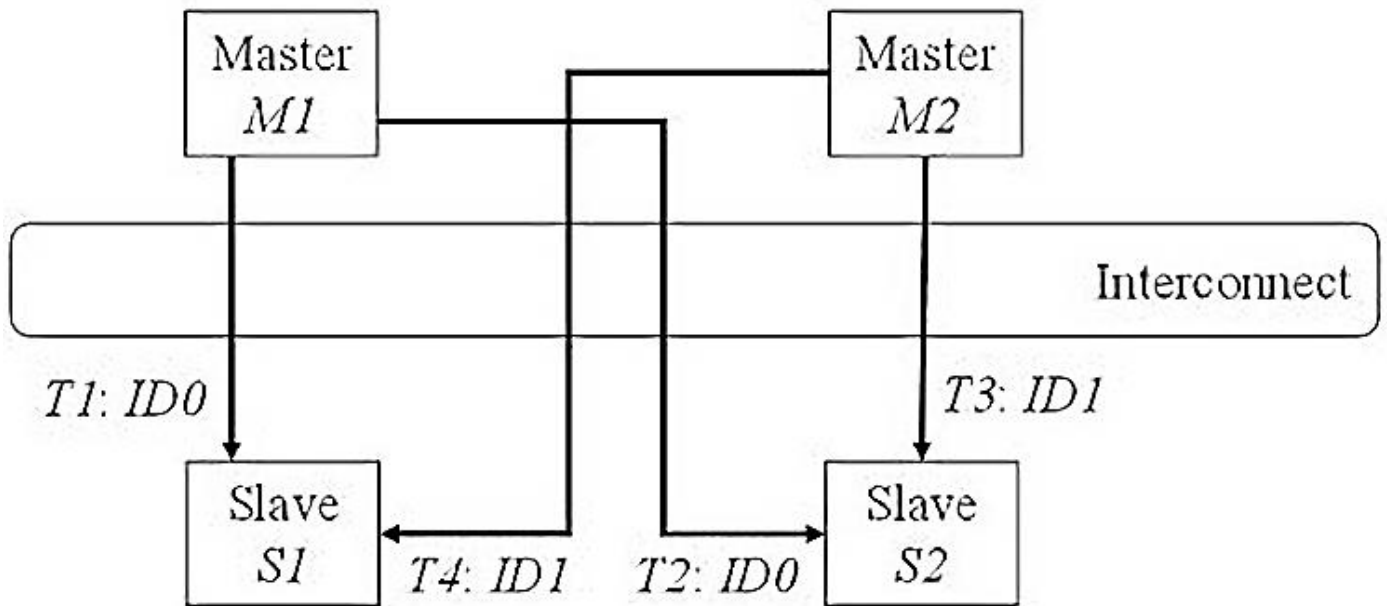 Master
M1
Master
M2
Interconnect
T1: ID0
T3: ID1
Slave
S1
T4: ID1
T2: ID0
Slave
S2